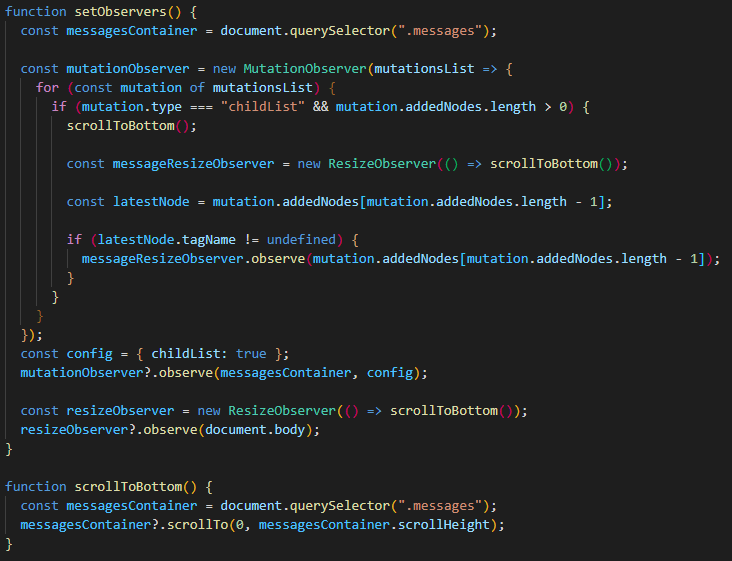 function setObservers() {
  const messagesContainer = document.querySelector(".messages");

  const mutationObserver = new MutationObserver(mutationsList => {
    for (const mutation of mutationsList) {
      if (mutation.type === "childList" && mutation.addedNodes.length > 0) {
        scrollToBottom();

        const messageResizeObserver = new ResizeObserver(() => scrollToBottom());

        const latestNode = mutation.addedNodes[mutation.addedNodes.length - 1];

        if (latestNode.tagName != undefined) {
          messageResizeObserver.observe(mutation.addedNodes[mutation.addedNodes.length - 1]);
        }
      }
    }
  });
  const config = { childList: true };
  mutationObserver?.observe(messagesContainer, config);

  const resizeObserver = new ResizeObserver(() => scrollToBottom());
  resizeObserver?.observe(document.body);
}

function scrollToBottom() {
  const messagesContainer = document.querySelector(".messages");
  messagesContainer?.scrollTo(0, messagesContainer.scrollHeight);
}